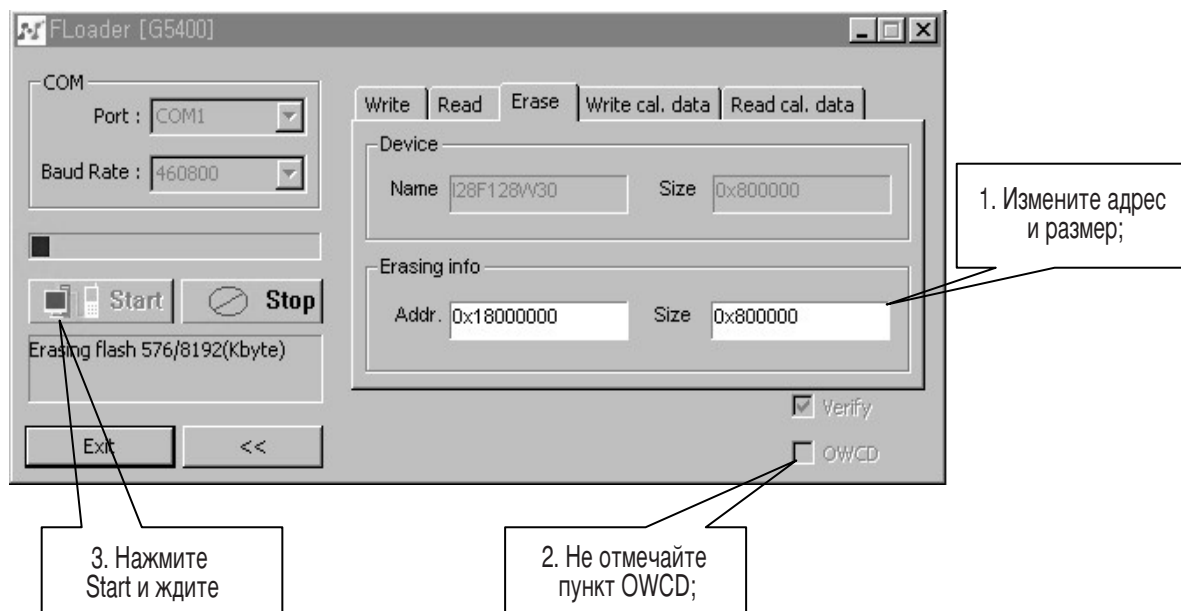 FLoader [G5400]
COM
Port : COM1
Baud Rate : 460800
Start Stop
Erasing flash 576/8192(Kbyte)
Exit <<
Write Read Erase Write cal. data Read cal. data
Device
Name I28F128W30 Size 0x800000
Erasing info
Addr. 0x18000000 Size 0x800000
Verify
OWCD
1. Измените адрес
и размер;
2. Не отмечайте
пункт OWCD;
3. Нажмите
Start и ждите